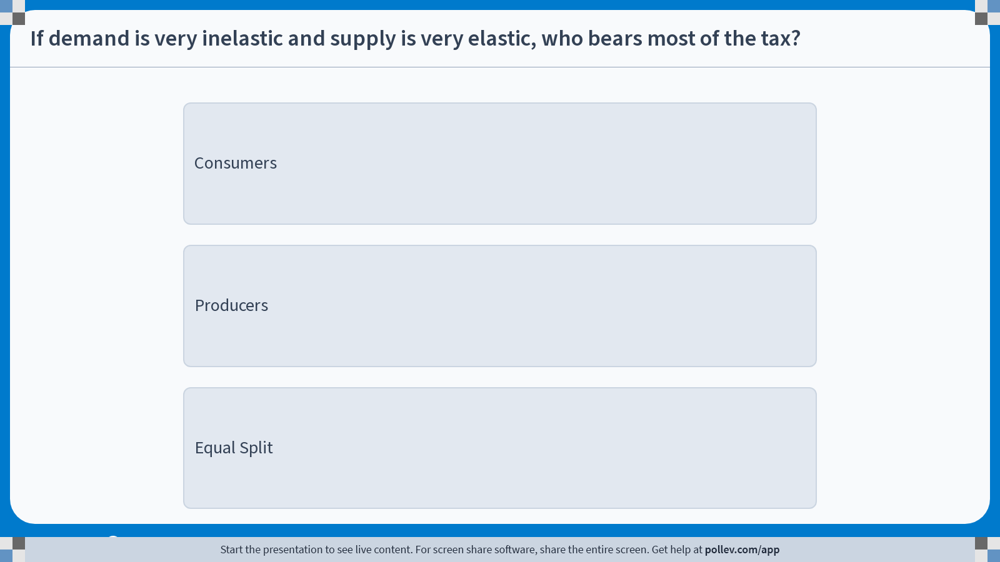 If demand is very inelastic and supply is very elastic, who bears most of the tax?
Consumers
Producers
Equal Split
Start the presentation to see live content. For screen share software, share the entire screen. Get help at pollev.com/app